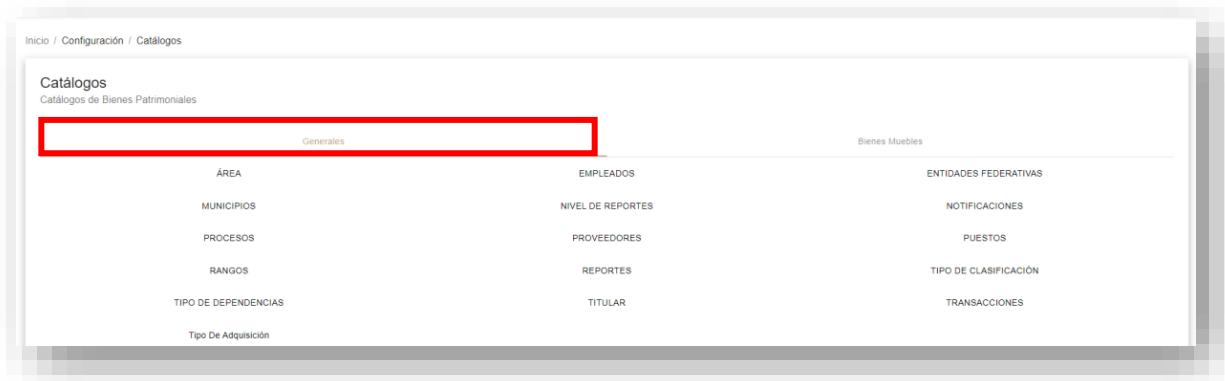 Inicio / Configuración / Catálogos
Catálogos
Catálogos de Bienes Patrimoniales
Generales Bienes Muebles
ÁREA EMPLEADOS ENTIDADES FEDERATIVAS
MUNICIPIOS NIVEL DE REPORTES NOTIFICACIONES
PROCESOS PROVEEDORES PUESTOS
RANGOS REPORTES TIPO DE CLASIFICACIÓN
TIPO DE DEPENDENCIAS TITULAR TRANSACCIONES
Tipo De Adquisición